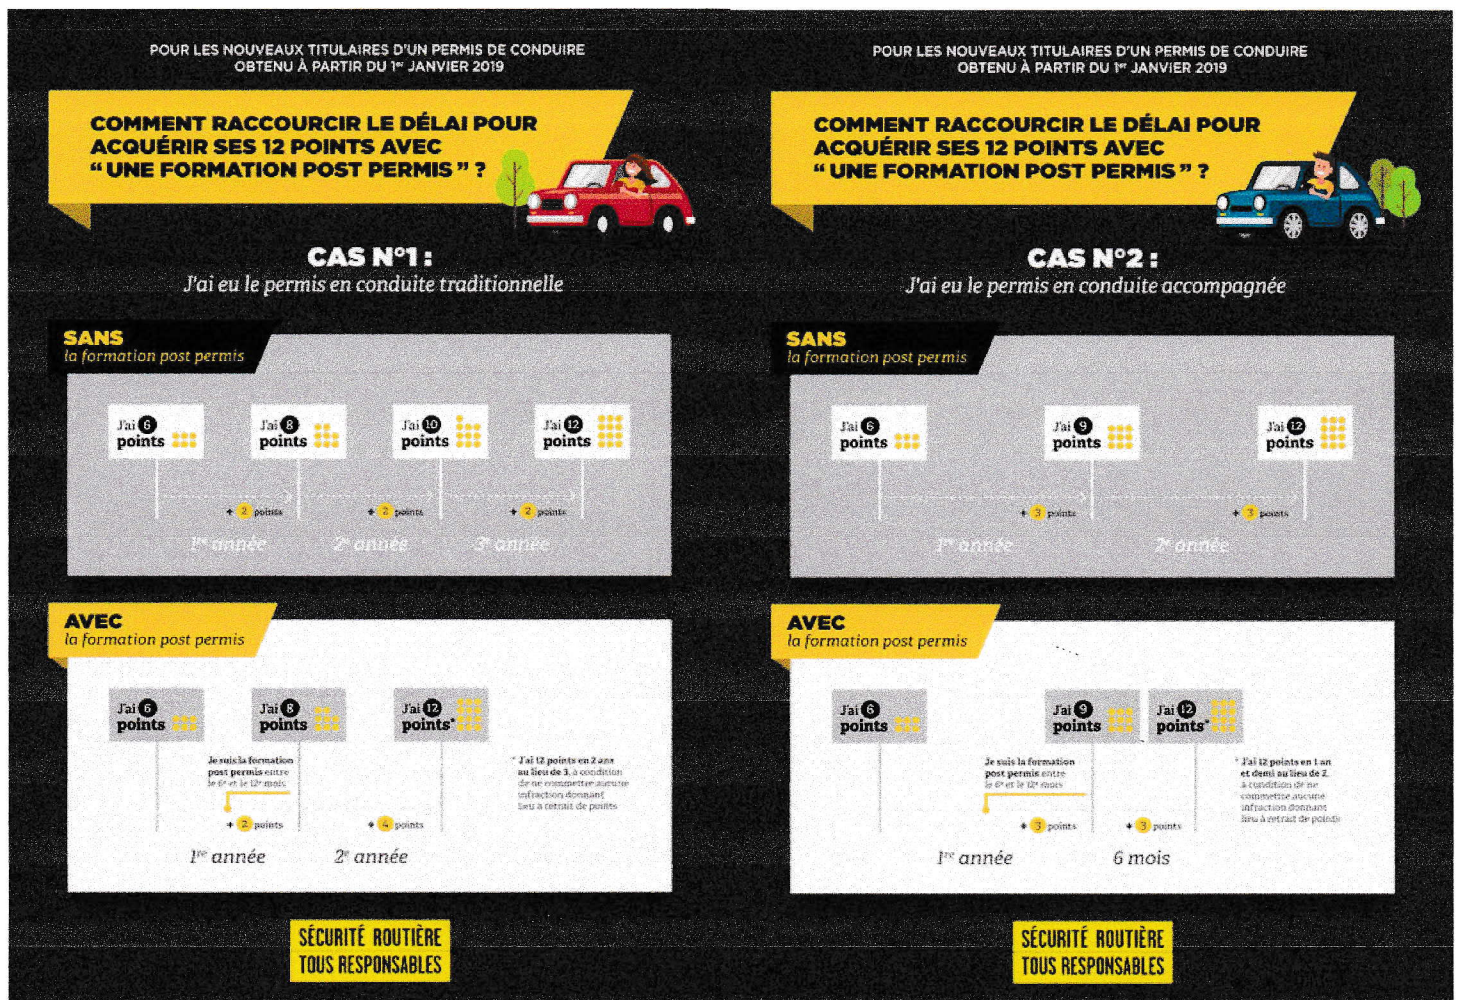 POUR LES NOUVEAUX TITULAIRES D'UN PERMIS DE CONDUIRE
OBTENU À PARTIR DU 1er JANVIER 2019
COMMENT RACCOURCIR LE DÉLAI POUR
ACQUÉRIR SES 12 POINTS AVEC
“ UNE FORMATION POST PERMIS ” ?
CAS N°1 :
J'ai eu le permis en conduite traditionnelle
SANS
la formation post permis
J'ai 6
points
J'ai 8
points
J'ai 10
points
J'ai 12
points
+ 2 points
+ 2 points
+ 2 points
1re année
2e année
3e année
AVEC
la formation post permis
J'ai 6
points
J'ai 8
points
J'ai 12
points*
Je suis la formation
post permis entre
le 6e et le 12e mois
* J'ai 12 points en 2 ans
au lieu de 3, à condition
de ne commettre aucune
infraction donnant
lieu à retrait de points
+ 2 points
+ 4 points
1re année
2e année
SÉCURITÉ ROUTIÈRE
TOUS RESPONSABLES
POUR LES NOUVEAUX TITULAIRES D'UN PERMIS DE CONDUIRE
OBTENU À PARTIR DU 1er JANVIER 2019
COMMENT RACCOURCIR LE DÉLAI POUR
ACQUÉRIR SES 12 POINTS AVEC
“ UNE FORMATION POST PERMIS ” ?
CAS N°2 :
J'ai eu le permis en conduite accompagnée
SANS
la formation post permis
J'ai 6
points
J'ai 9
points
J'ai 12
points
+ 3 points
+ 3 points
1re année
2e année
AVEC
la formation post permis
J'ai 6
points
J'ai 9
points
J'ai 12
points*
Je suis la formation
post permis entre
le 6e et le 12e mois
* J'ai 12 points en 1 an
et demi au lieu de 2,
à condition de ne
commettre aucune
infraction donnant
lieu à retrait de points
+ 3 points
+ 3 points
1re année
6 mois
SÉCURITÉ ROUTIÈRE
TOUS RESPONSABLES